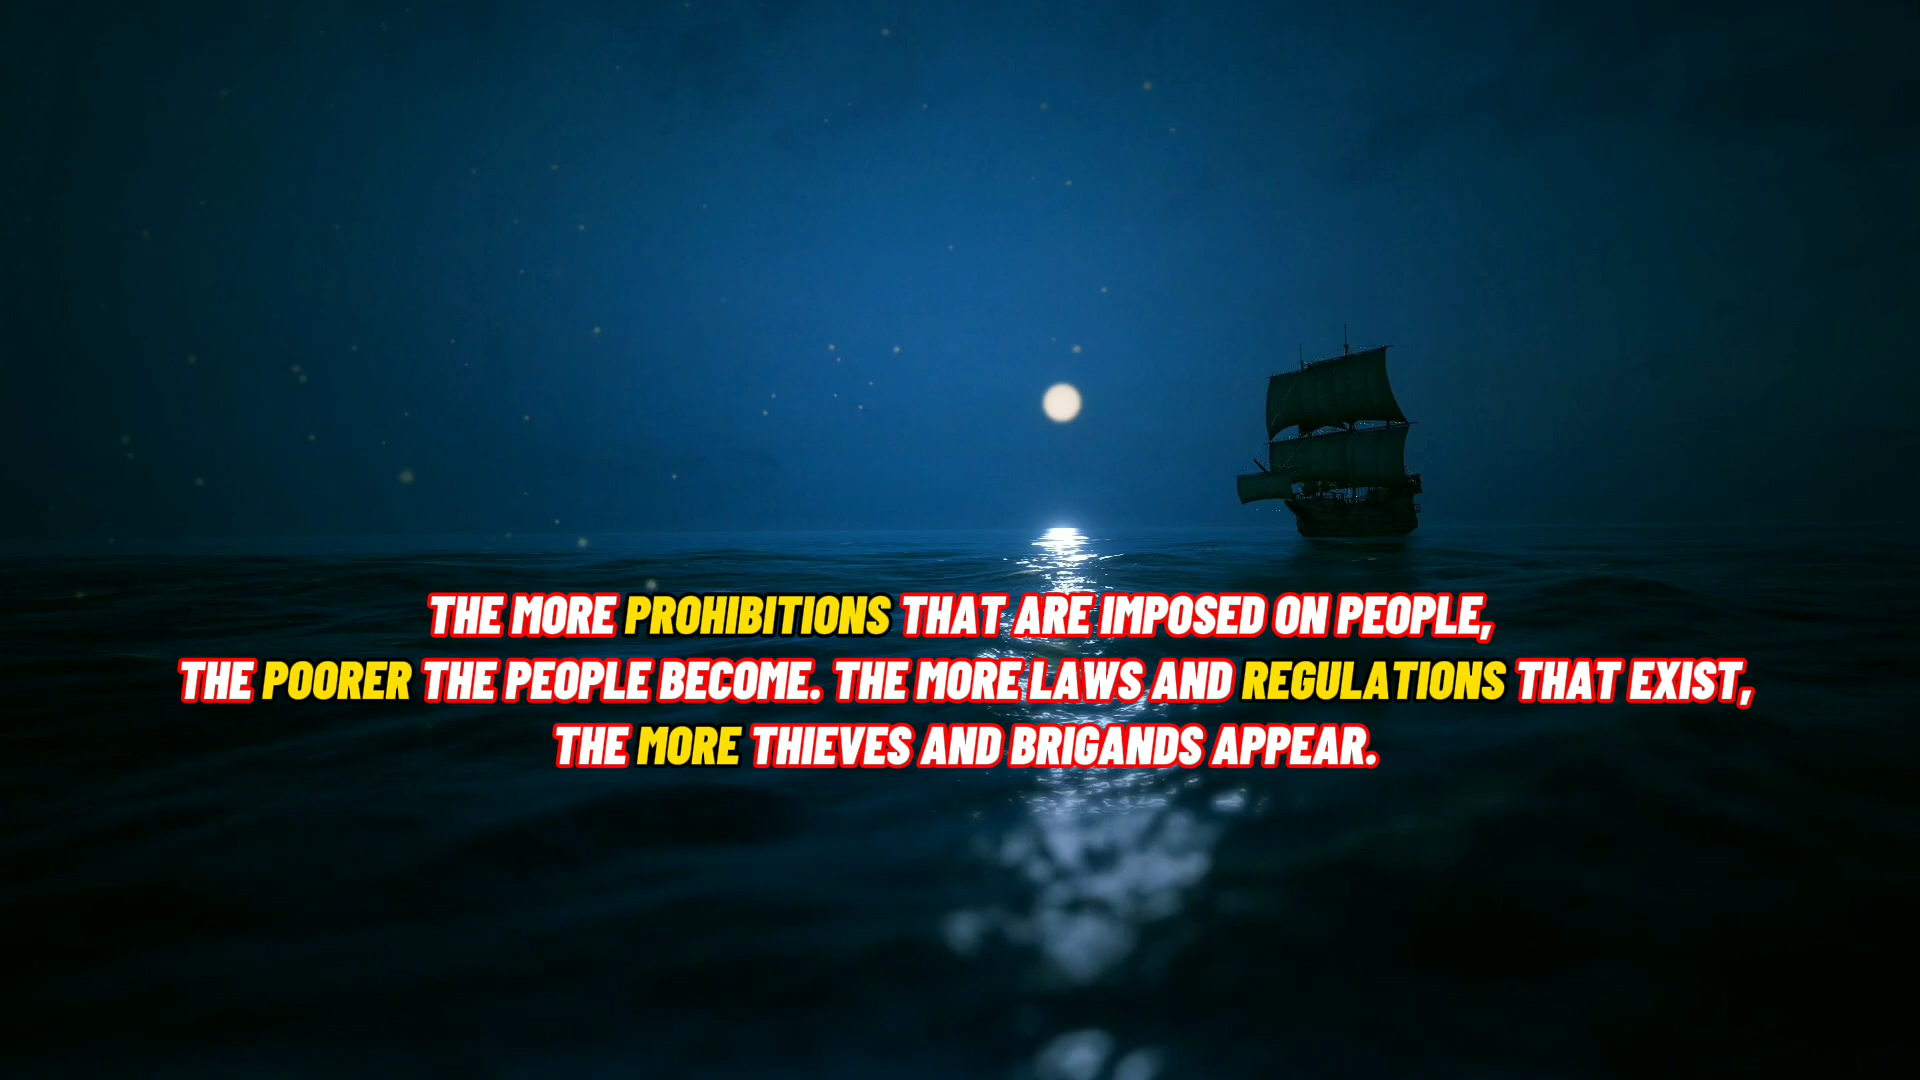 THE MORE PROHIBITIONS THAT ARE IMPOSED ON PEOPLE,
THE POORER THE PEOPLE BECOME. THE MORE LAWS AND REGULATIONS THAT EXIST,
THE MORE THIEVES AND BRIGANDS APPEAR.